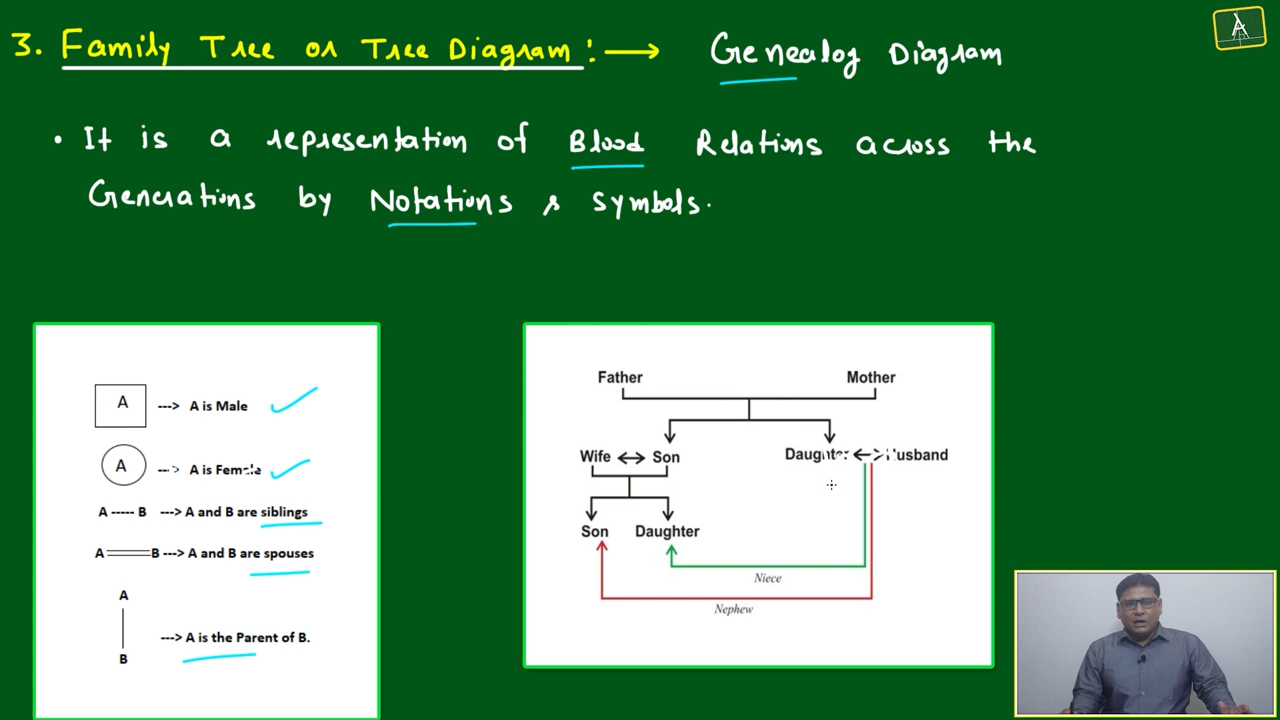 3. Family Tree or Tree Diagram : → Genealog Diagram
A
• It is a representation of Blood Relations across the
Generations by Notations & Symbols.
A ---> A is Male
A --> A is Female
A ----- B ---> A and B are siblings
A B ---> A and B are spouses
A
---> A is the Parent of B.
B
Father Mother
Wife Son Daughter Husband
Son Daughter
Niece
Nephew